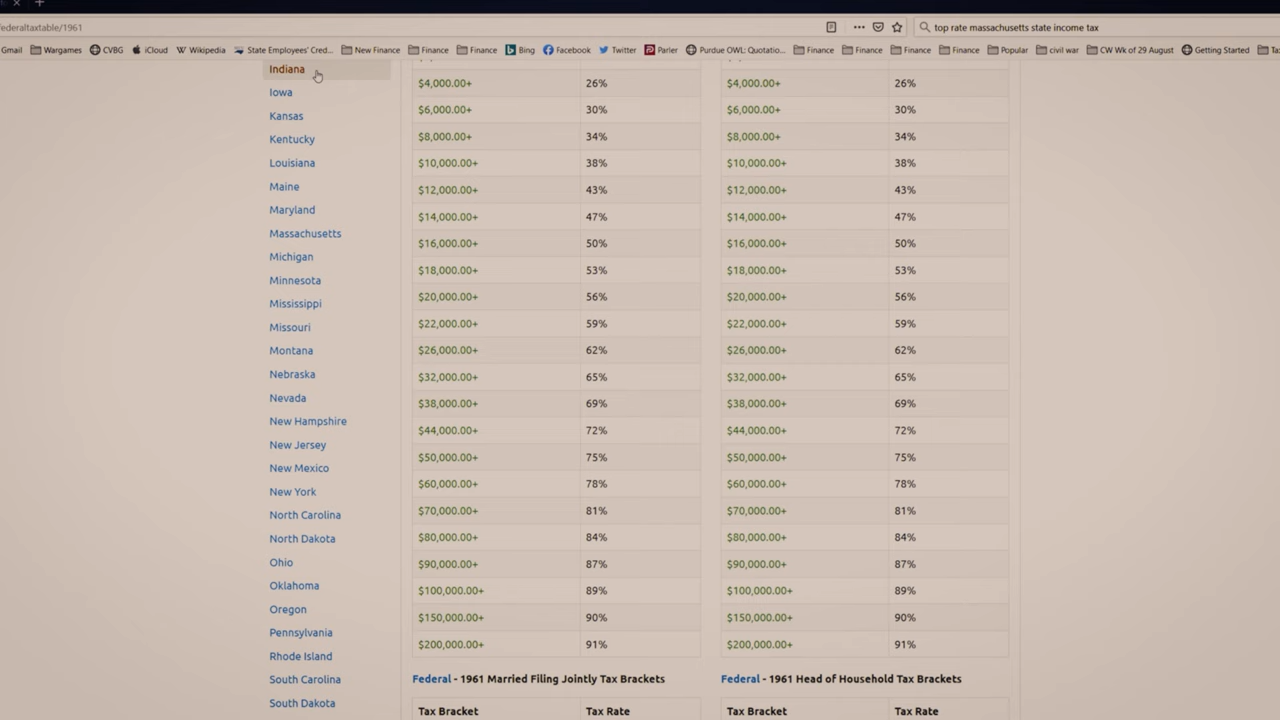 federaltaxtable/1961
top rate massachusetts state income tax
Gmail Wargames CVBG iCloud Wikipedia State Employees' Cred... New Finance Finance Finance Bing Facebook Twitter Parler Purdue OWL: Quotatio... Finance Finance Finance Finance Popular civil war CW Wk of 29 August Getting Started
Indiana
Iowa
Kansas
Kentucky
Louisiana
Maine
Maryland
Massachusetts
Michigan
Minnesota
Mississippi
Missouri
Montana
Nebraska
Nevada
New Hampshire
New Jersey
New Mexico
New York
North Carolina
North Dakota
Ohio
Oklahoma
Oregon
Pennsylvania
Rhode Island
South Carolina
South Dakota
$4,000.00+ 26% $4,000.00+ 26%
$6,000.00+ 30% $6,000.00+ 30%
$8,000.00+ 34% $8,000.00+ 34%
$10,000.00+ 38% $10,000.00+ 38%
$12,000.00+ 43% $12,000.00+ 43%
$14,000.00+ 47% $14,000.00+ 47%
$16,000.00+ 50% $16,000.00+ 50%
$18,000.00+ 53% $18,000.00+ 53%
$20,000.00+ 56% $20,000.00+ 56%
$22,000.00+ 59% $22,000.00+ 59%
$26,000.00+ 62% $26,000.00+ 62%
$32,000.00+ 65% $32,000.00+ 65%
$38,000.00+ 69% $38,000.00+ 69%
$44,000.00+ 72% $44,000.00+ 72%
$50,000.00+ 75% $50,000.00+ 75%
$60,000.00+ 78% $60,000.00+ 78%
$70,000.00+ 81% $70,000.00+ 81%
$80,000.00+ 84% $80,000.00+ 84%
$90,000.00+ 87% $90,000.00+ 87%
$100,000.00+ 89% $100,000.00+ 89%
$150,000.00+ 90% $150,000.00+ 90%
$200,000.00+ 91% $200,000.00+ 91%
Federal - 1961 Married Filing Jointly Tax Brackets
Federal - 1961 Head of Household Tax Brackets
Tax Bracket Tax Rate Tax Bracket Tax Rate